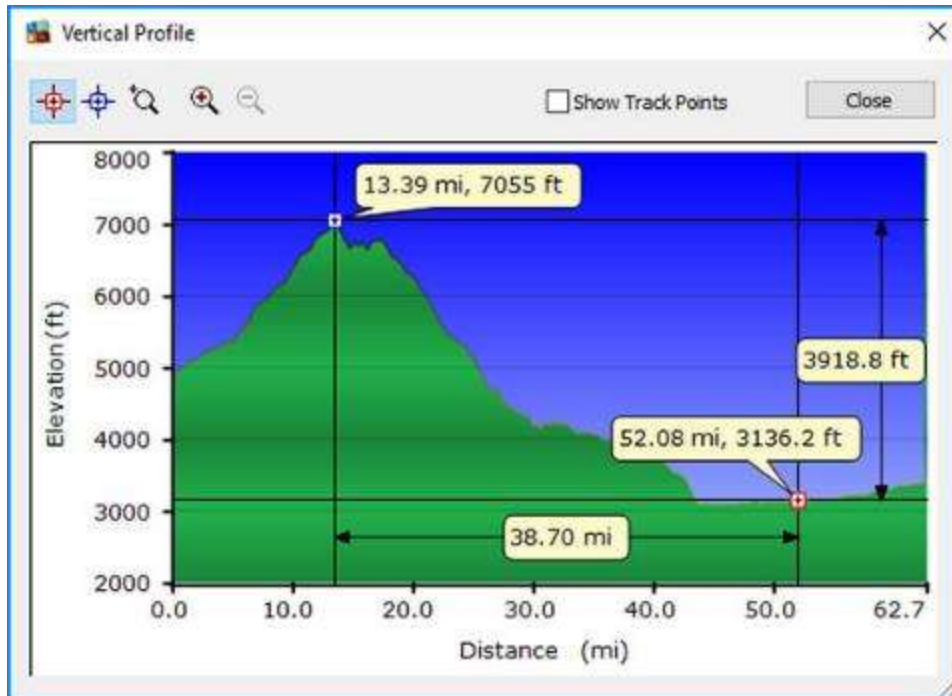 Vertical Profile
Show Track Points
Close
8000
13.39 mi, 7055 ft
7000
6000
5000
3918.8 ft
4000
52.08 mi, 3136.2 ft
3000
38.70 mi
2000
0.0 10.0 20.0 30.0 40.0 50.0 62.7
Elevation (ft)
Distance (mi)